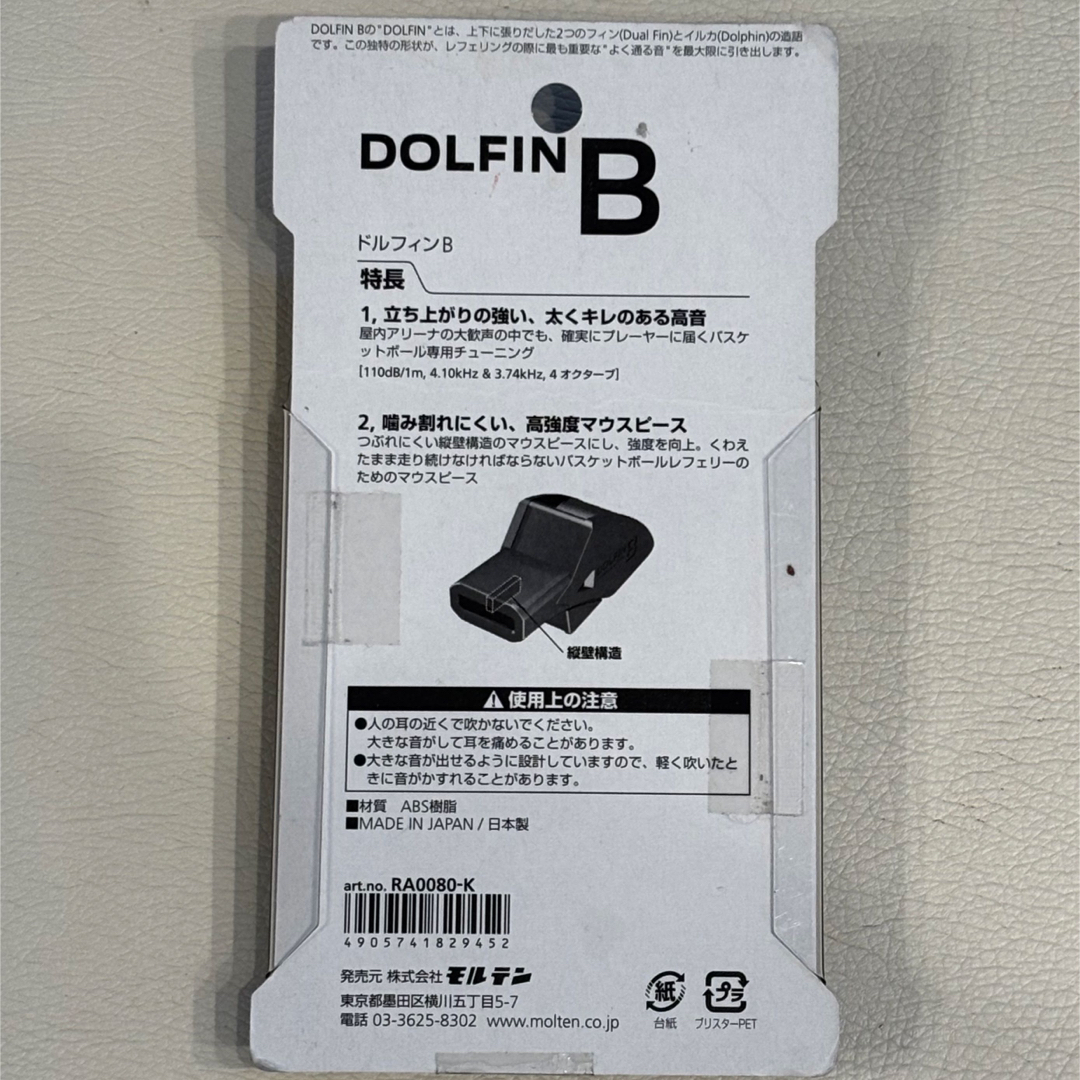 DOLFIN Bの"DOLFIN"とは、上下に張りだした2つのフィン(Dual Fin)とイルカ(Dolphin)の造語
です。この独特の形状が、レフェリングの際に最も重要な"よく通る音"を最大限に引き出します。
DOLFIN B
ドルフィンB
特長
1, 立ち上がりの強い、太くキレのある高音
屋内アリーナの大歓声の中でも、確実にプレーヤーに届くバスケ
ットボール専用チューニング
[110dB/1m, 4.10kHz & 3.74kHz, 4 オクターブ]
2, 噛み割れにくい、高強度マウスピース
つぶれにくい縦壁構造のマウスピースにし、強度を向上。くわえ
たまま走り続けなければならないバスケットボールレフェリーの
ためのマウスピース
DOLFIN B
縦壁構造
使用上の注意
●人の耳の近くで吹かないでください。
大きな音がして耳を痛めることがあります。
●大きな音が出せるように設計していますので、軽く吹いたと
きに音がかすれることがあります。
■材質 ABS樹脂
■MADE IN JAPAN / 日本製
art.no. RA0080-K
4905741829452
発売元 株式会社 モルテン
東京都墨田区横川五丁目5-7
電話 03-3625-8302 www.molten.co.jp
紙 プラ
台紙 ブリスターPET